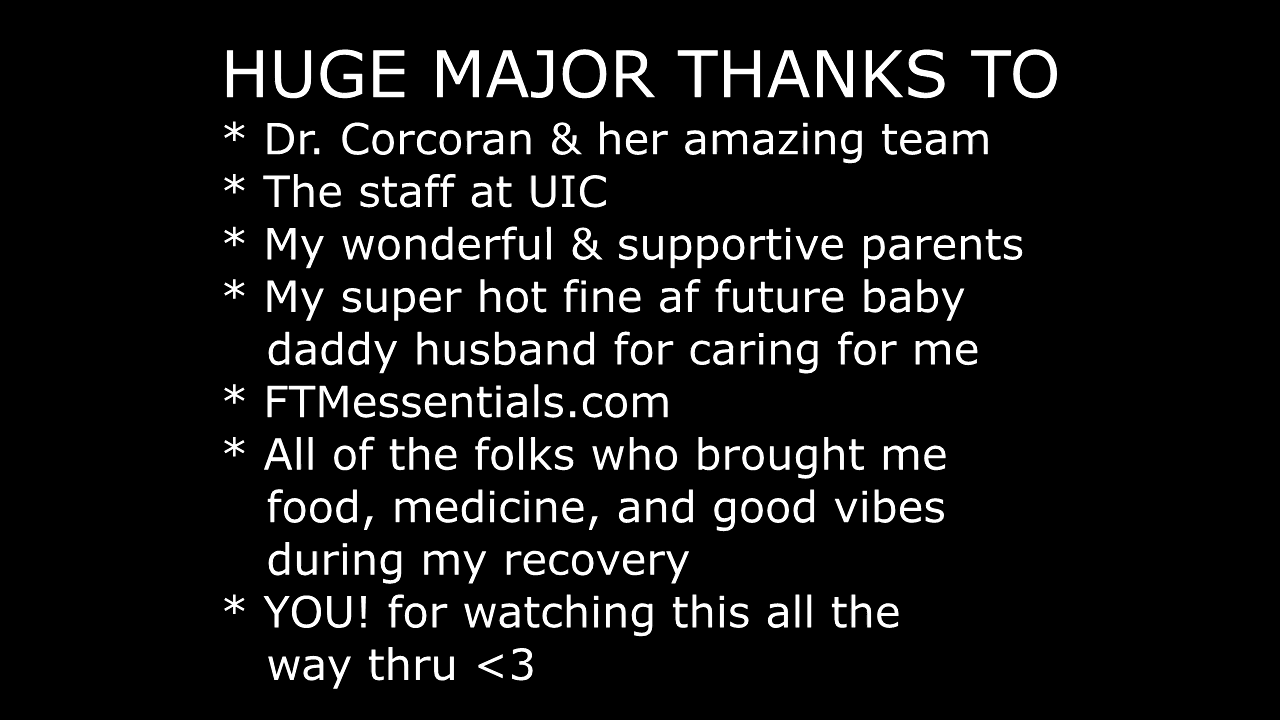 HUGE MAJOR THANKS TO
* Dr. Corcoran & her amazing team
* The staff at UIC
* My wonderful & supportive parents
* My super hot fine af future baby
daddy husband for caring for me
* FTMessentials.com
* All of the folks who brought me
food, medicine, and good vibes
during my recovery
* YOU! for watching this all the
way thru <3